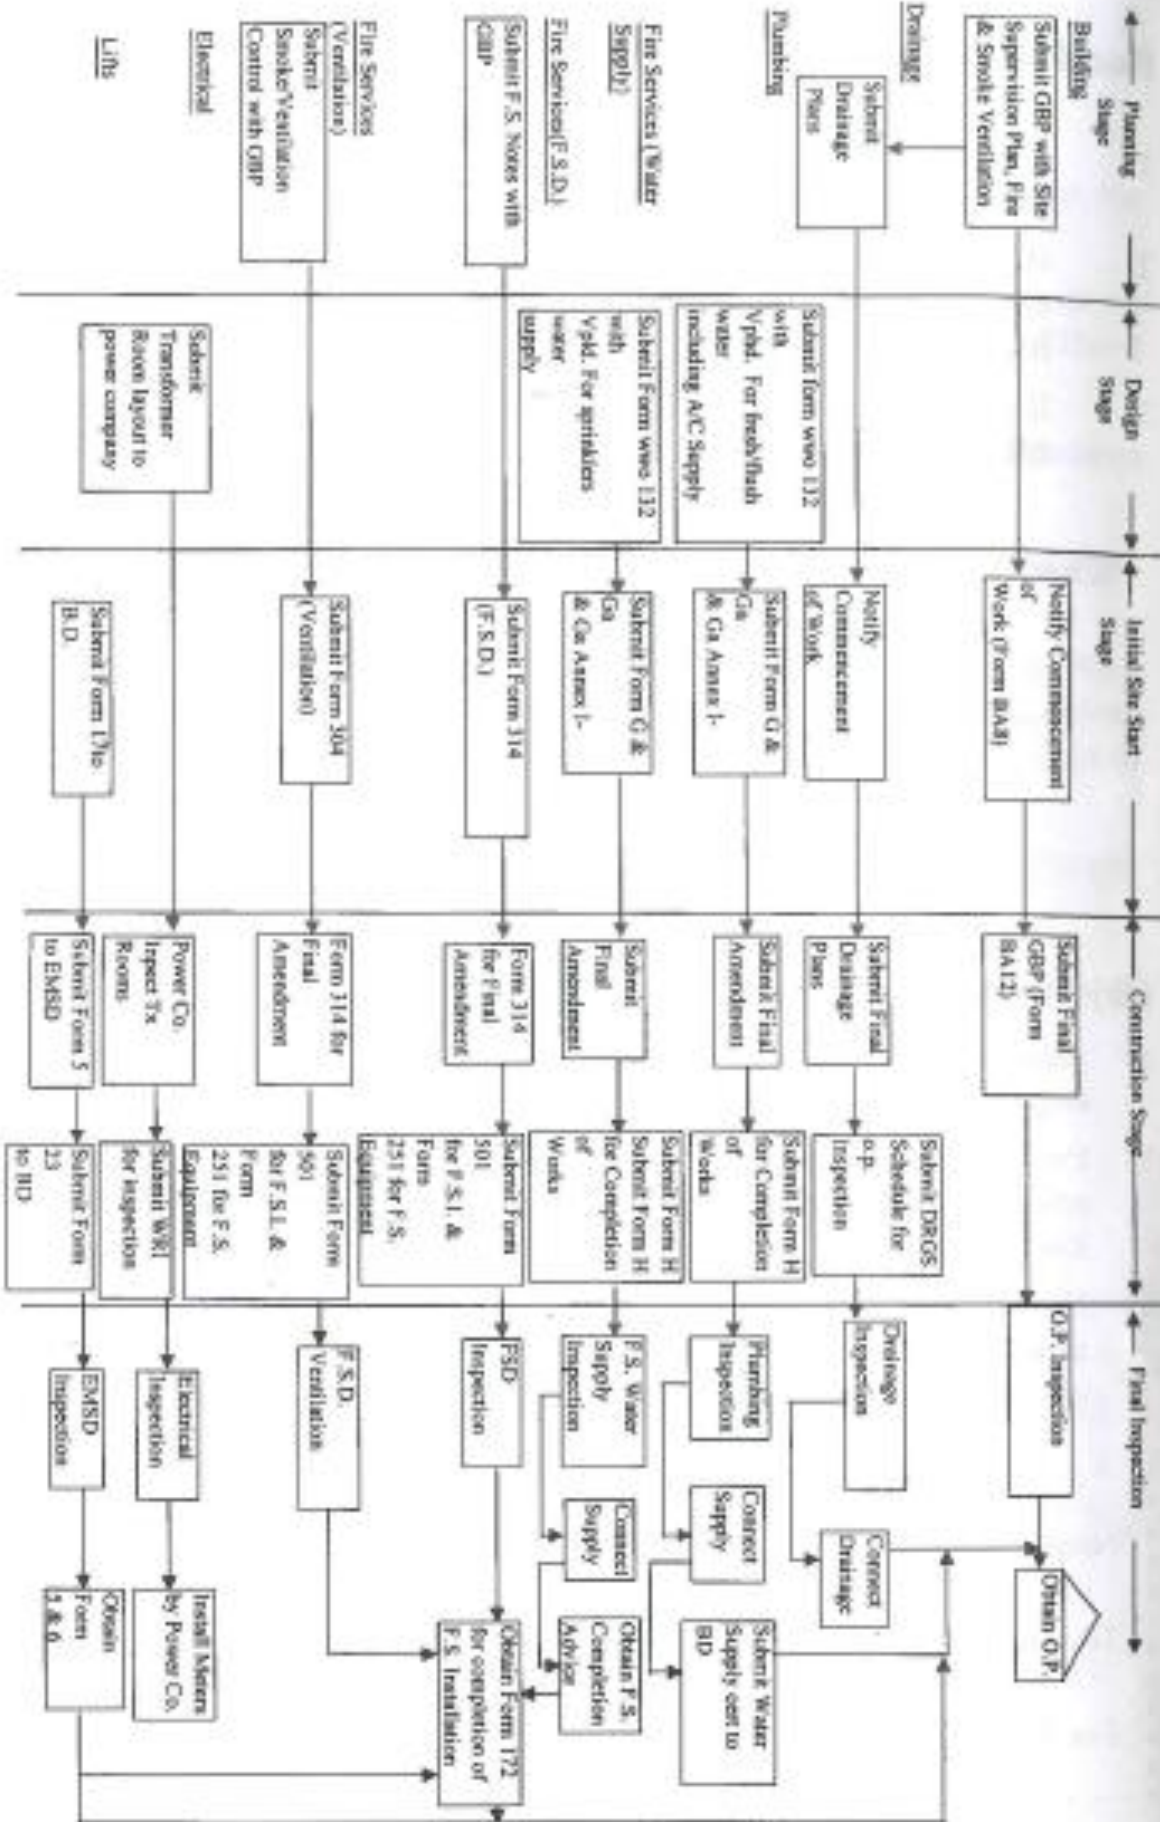 Planning
Stage
Design
Stage
Initial Site Start
Stage
Contruction Stage
Final Inspection
Building
Submit GBP with Site
Supervision Plan, Fire
& Smoke Ventilation
Notify Commencement
of
Work (Form BA8)
Submit Final
GBP (Form
BA12)
O.P. Inspection
Obtain O.P.
Drainage
Submit
Drainage
Plans
Notify
Commencement
of Work
Submit Final
Drainage
Plans
Submit DRGS
Schedule for
o.p.
Inspection
Drainage
Inspection
Connect
Drainage
Plumbing
Submit form wwo 132
with
Vphd. For fresh/flush
water
including A/C Supply
Submit Form G &
Ga
& Ga Annex I-
Submit Final
Amendment
Submit Form H
for Completion
of
Works
Plumbing
Inspection
Connect
Supply
Submit Water
Supply cert to
BD
Fire Services (Water
Supply)
Submit Form wwo 132
with
Vpld. For sprinklers
water
supply
Submit Form G &
Ga
& Ga Annex I-
Submit
Final
Amendment
Submit Form H
Submit Form H
for Completion
of
Works
F.S. Water
Supply
Inspection
Connect
Supply
Obtain F.S.
Completion
Advice
Fire Services(F.S.D.)
Submit F.S. Notes with
GBP
Submit Form 314
(F.S.D.)
Form 314
for Final
Amendment
Submit Form
501
for F.S.I. &
Form
251 for F.S.
Equipment
FSD
Inspection
Obtain Form 172
for completion of
F.S. Installation
Fire Services
(Ventilation)
Submit
Smoke/Ventilation
Control with GBP
Submit Form 304
(Ventilation)
Form 314 for
Final
Amendment
Submit Form
501
for F.S.I. &
Form
251 for F.S.
Equipment
F.S.D.
Ventilation
Electrical
Submit
Transformer
Room layout to
power company
Power Co.
Inpect Tx
Rooms
Submit WRI
for inspection
Electrical
Inspection
Install Meters
by Power Co.
Lifts
Submit Form 17to
B.D.
Submit Form 5
to EMSD
Submit Form
23
to BD
EMSD
Inspection
Obtain
Form
5 & 6